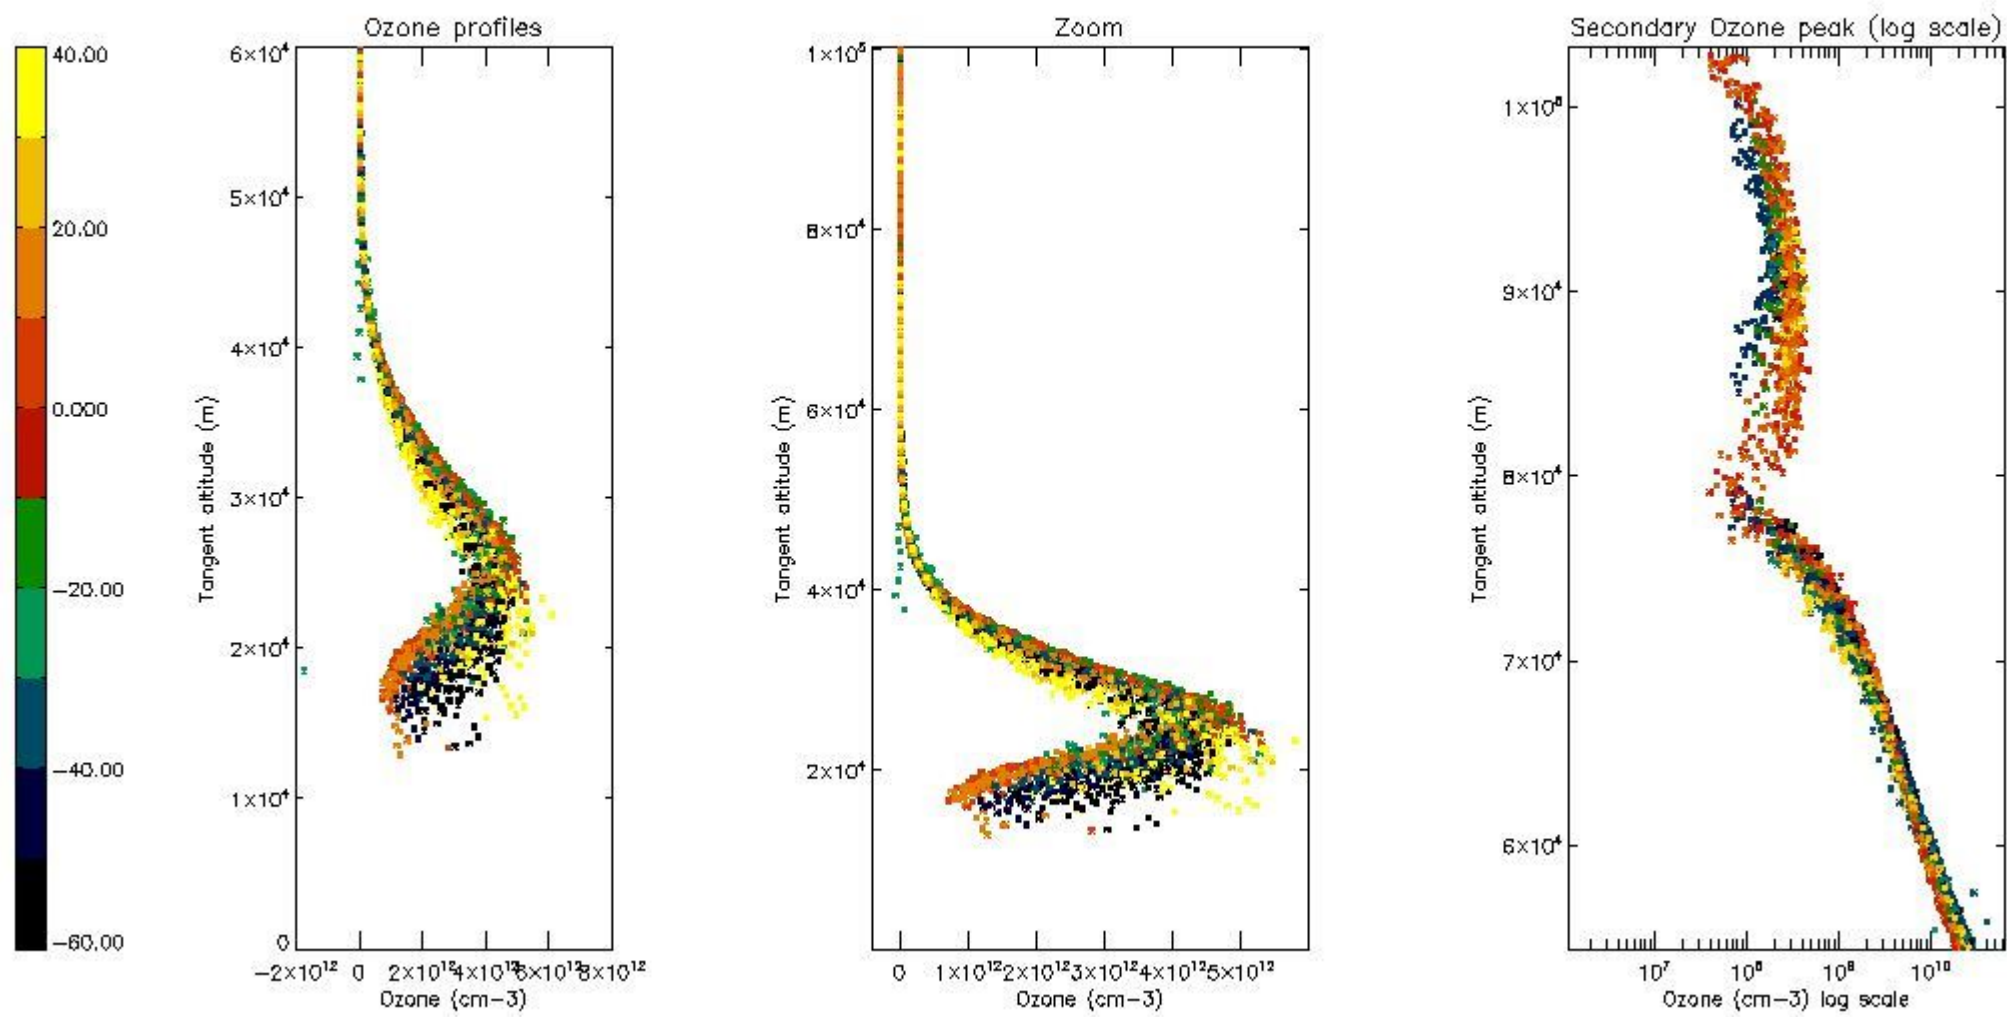 Ozone profiles
Zoom
Secondary Ozone peak (log scale)
40.00
20.00
0.000
−20.00
−40.00
−60.00
6×10⁴
5×10⁴
4×10⁴
3×10⁴
2×10⁴
1×10⁴
0
Tangent altitude (m)
−2×10¹² 0 2×10¹² 4×10¹² 6×10¹² 8×10¹²
Ozone (cm−3)
1×10⁵
8×10⁴
6×10⁴
4×10⁴
2×10⁴
Tangent altitude (m)
0 1×10¹² 2×10¹² 3×10¹² 4×10¹² 5×10¹²
Ozone (cm−3)
1×10⁵
9×10⁴
8×10⁴
7×10⁴
6×10⁴
Tangent altitude (m)
10⁷ 10⁸ 10⁹ 10¹⁰
Ozone (cm−3) log scale